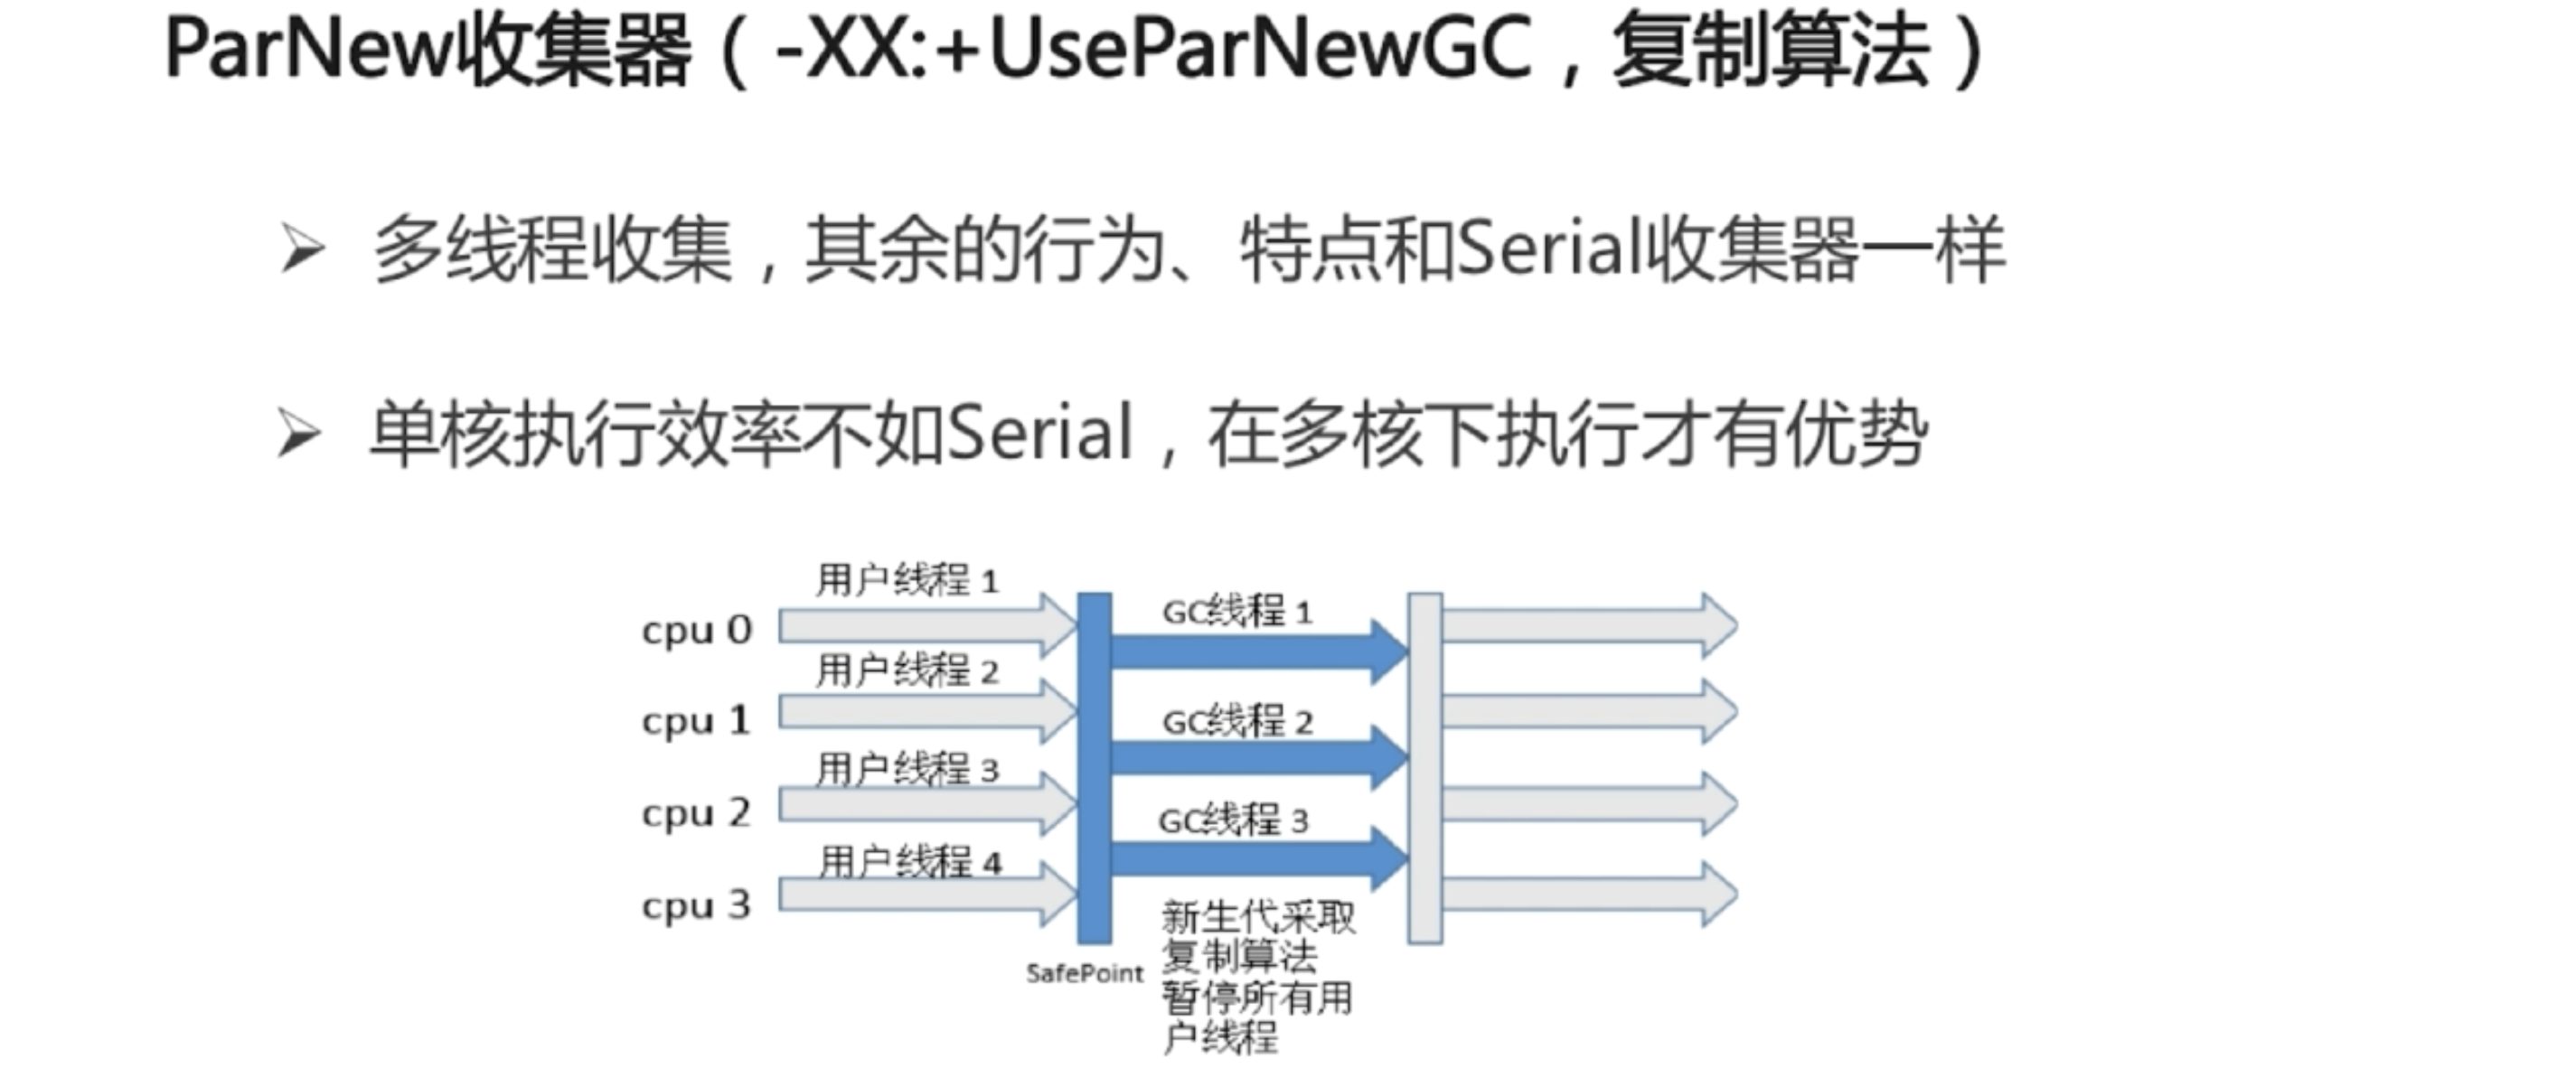 ParNew收集器（-XX:+UseParNewGC，复制算法）
多线程收集，其余的行为、特点和Serial收集器一样
单核执行效率不如Serial，在多核下执行才有优势
用户线程 1
cpu 0
GC线程 1
用户线程 2
cpu 1
GC线程 2
用户线程 3
cpu 2
GC线程 3
用户线程 4
cpu 3
SafePoint
新生代采取
复制算法
暂停所有用
户线程